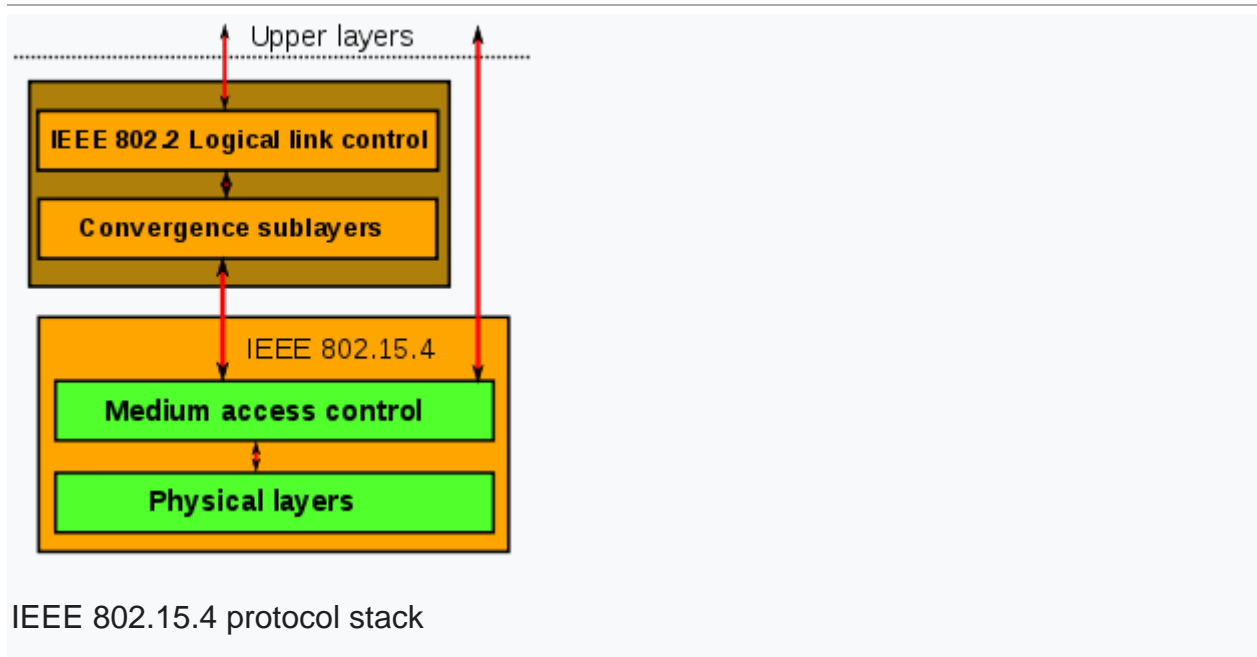 Upper layers
IEEE 802.2 Logical link control
Convergence sublayers
IEEE 802.15.4
Medium access control
Physical layers
IEEE 802.15.4 protocol stack